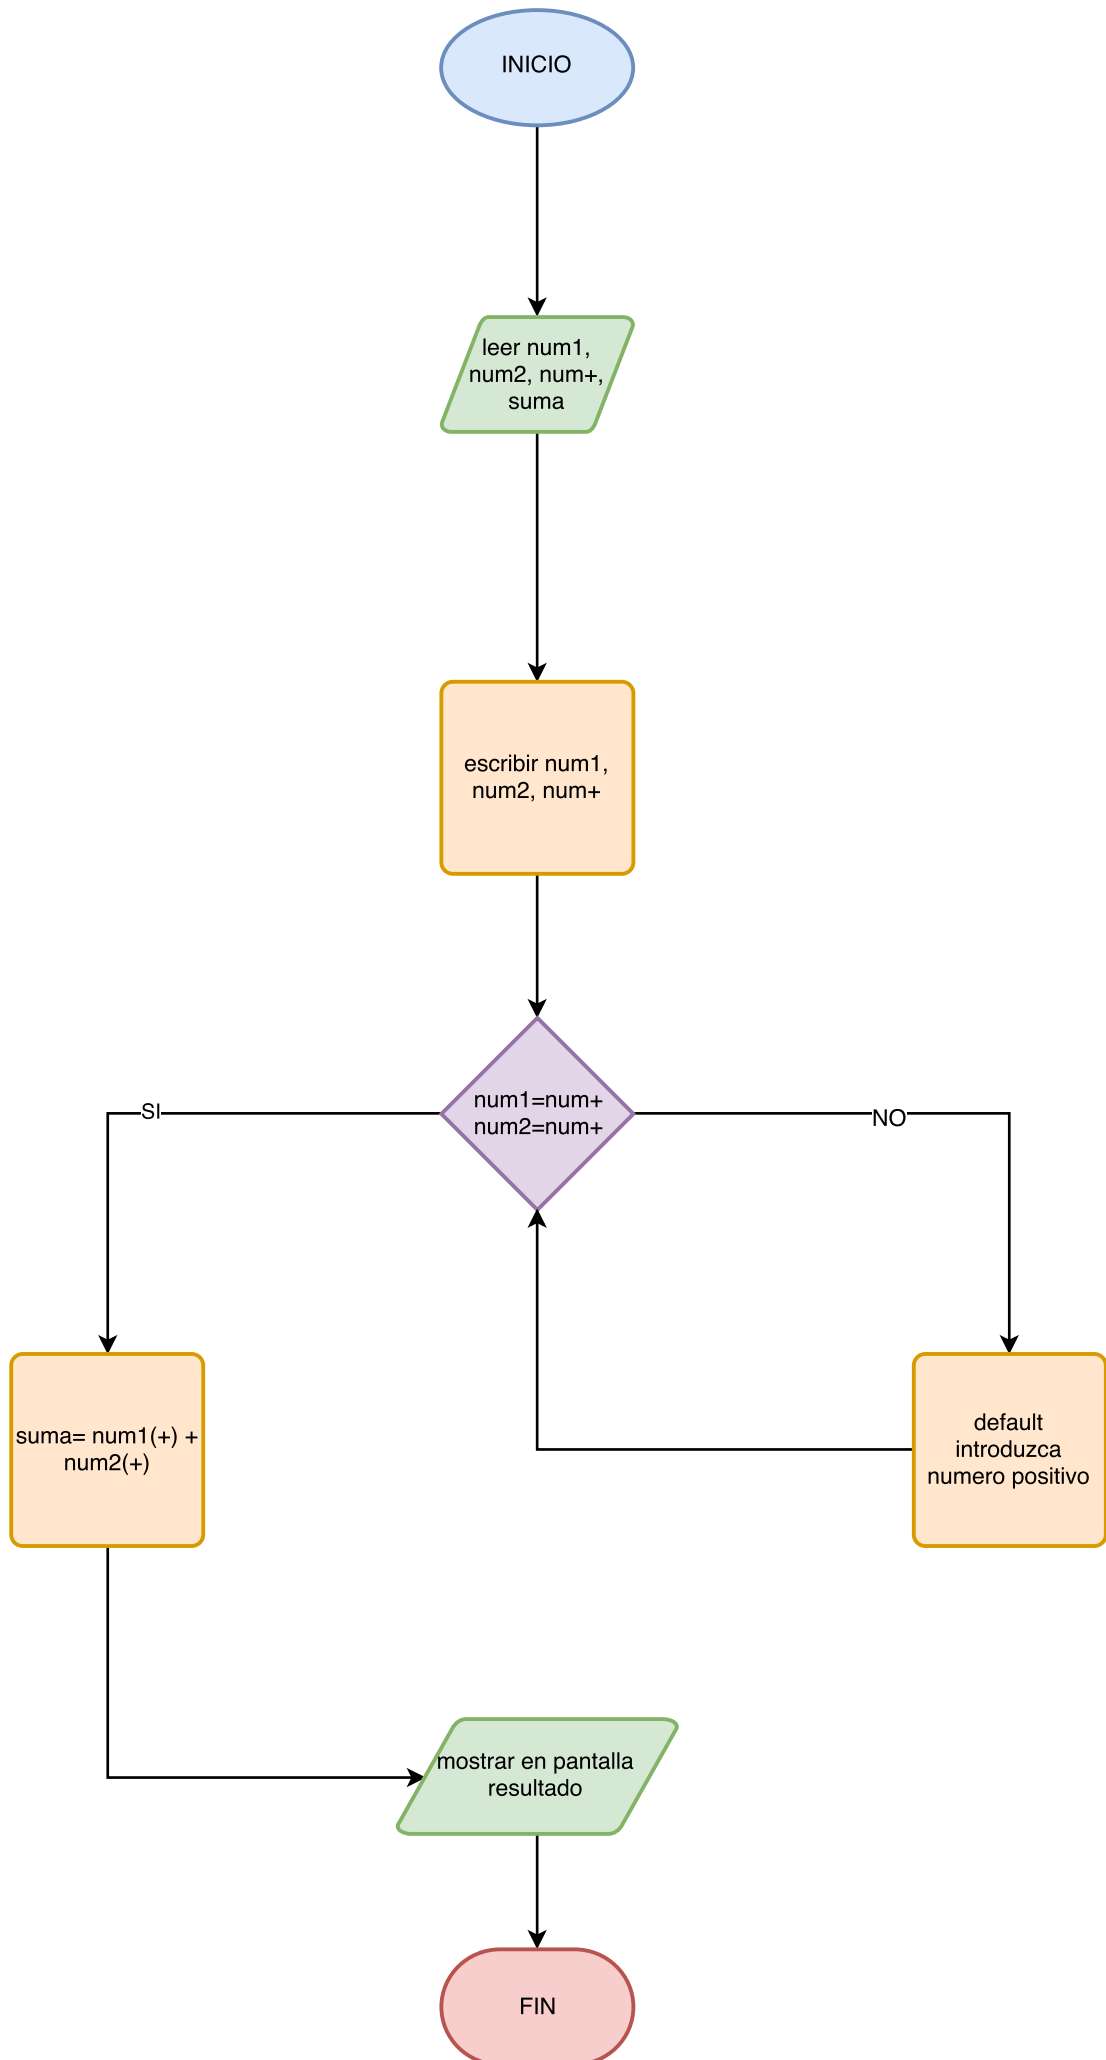 INICIO
leer num1,
num2, num+,
suma
escribir num1,
num2, num+
num1=num+
num2=num+
SI
NO
suma= num1(+) +
num2(+)
default
introduzca
numero positivo
mostrar en pantalla
resultado
FIN